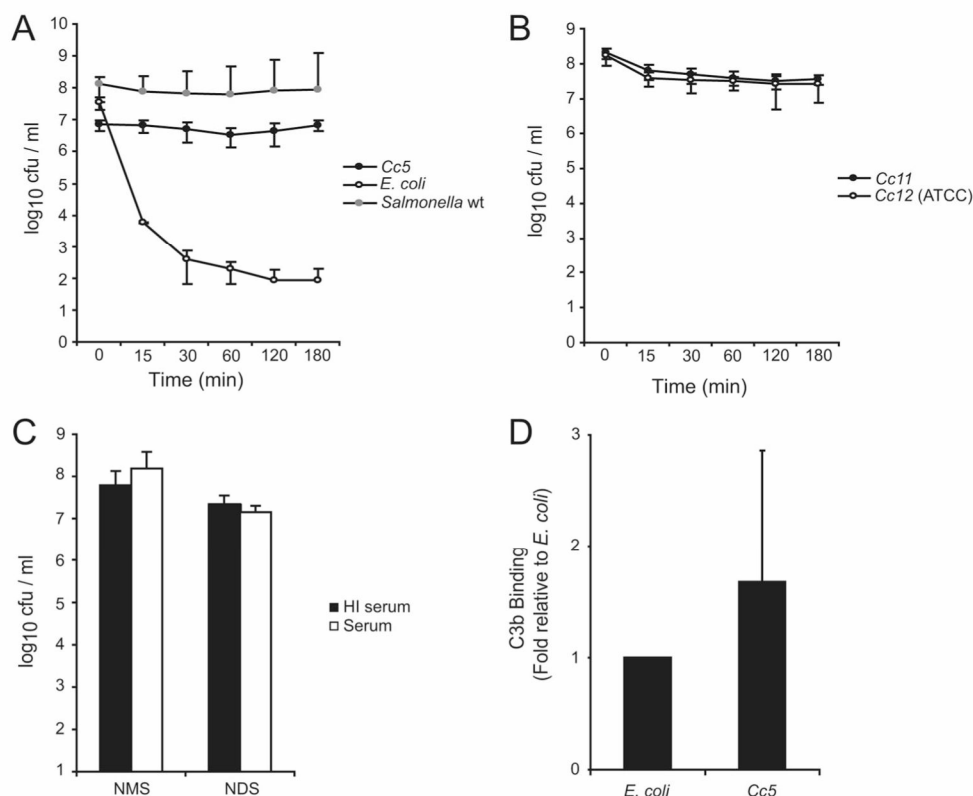 A
10
9
8
7
6
5
4
3
2
1
0
log10 cfu / ml
0 15 30 60 120 180
Time (min)
Cc5
E. coli
Salmonella wt
B
10
9
8
7
6
5
4
3
2
1
0
log10 cfu / ml
0 15 30 60 120 180
Time (min)
Cc11
Cc12 (ATCC)
C
9
8
7
6
5
4
3
2
1
log10 cfu / ml
NMS NDS
HI serum
Serum
D
3
2
1
0
C3b Binding
(Fold relative to E. coli)
E. coli Cc5